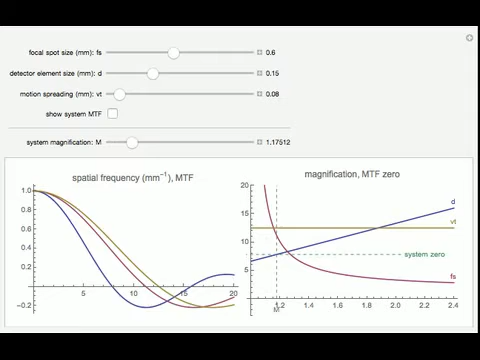 focal spot size (mm): fs 0.6
detector element size (mm): d 0.15
motion spreading (mm): vt 0.08
show system MTF
system magnification: M 1.17512
spatial frequency (mm⁻¹), MTF
1.0
0.8
0.6
0.4
0.2
−0.2
5 10 15 20
magnification, MTF zero
20
15
10
5
d
vt
system zero
fs
1.2 1.4 1.6 1.8 2.0 2.2 2.4
M